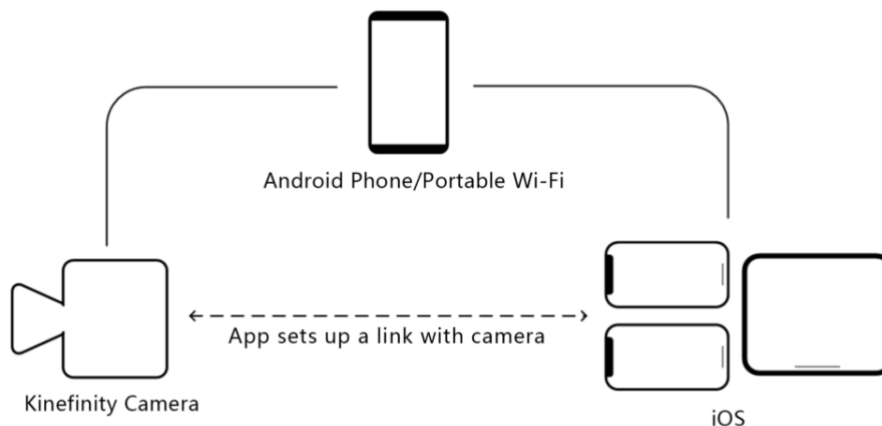 Android Phone/Portable Wi-Fi
App sets up a link with camera
Kinefinity Camera
iOS